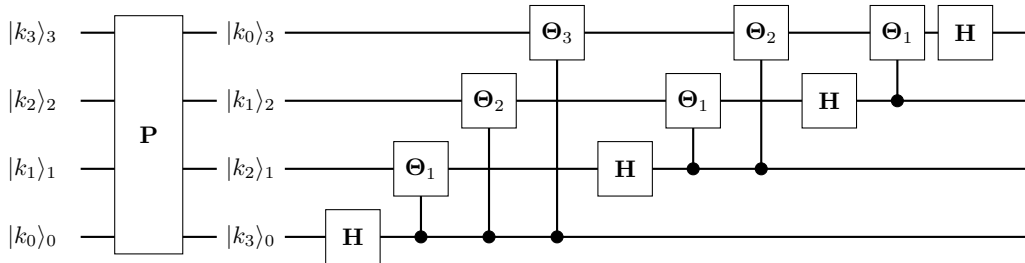 |k₃⟩₃ |k₀⟩₃ Θ₃ Θ₂ Θ₁ H
|k₂⟩₂ |k₁⟩₂ Θ₂ Θ₁ H
P
|k₁⟩₁ |k₂⟩₁ Θ₁ H
|k₀⟩₀ |k₃⟩₀ H